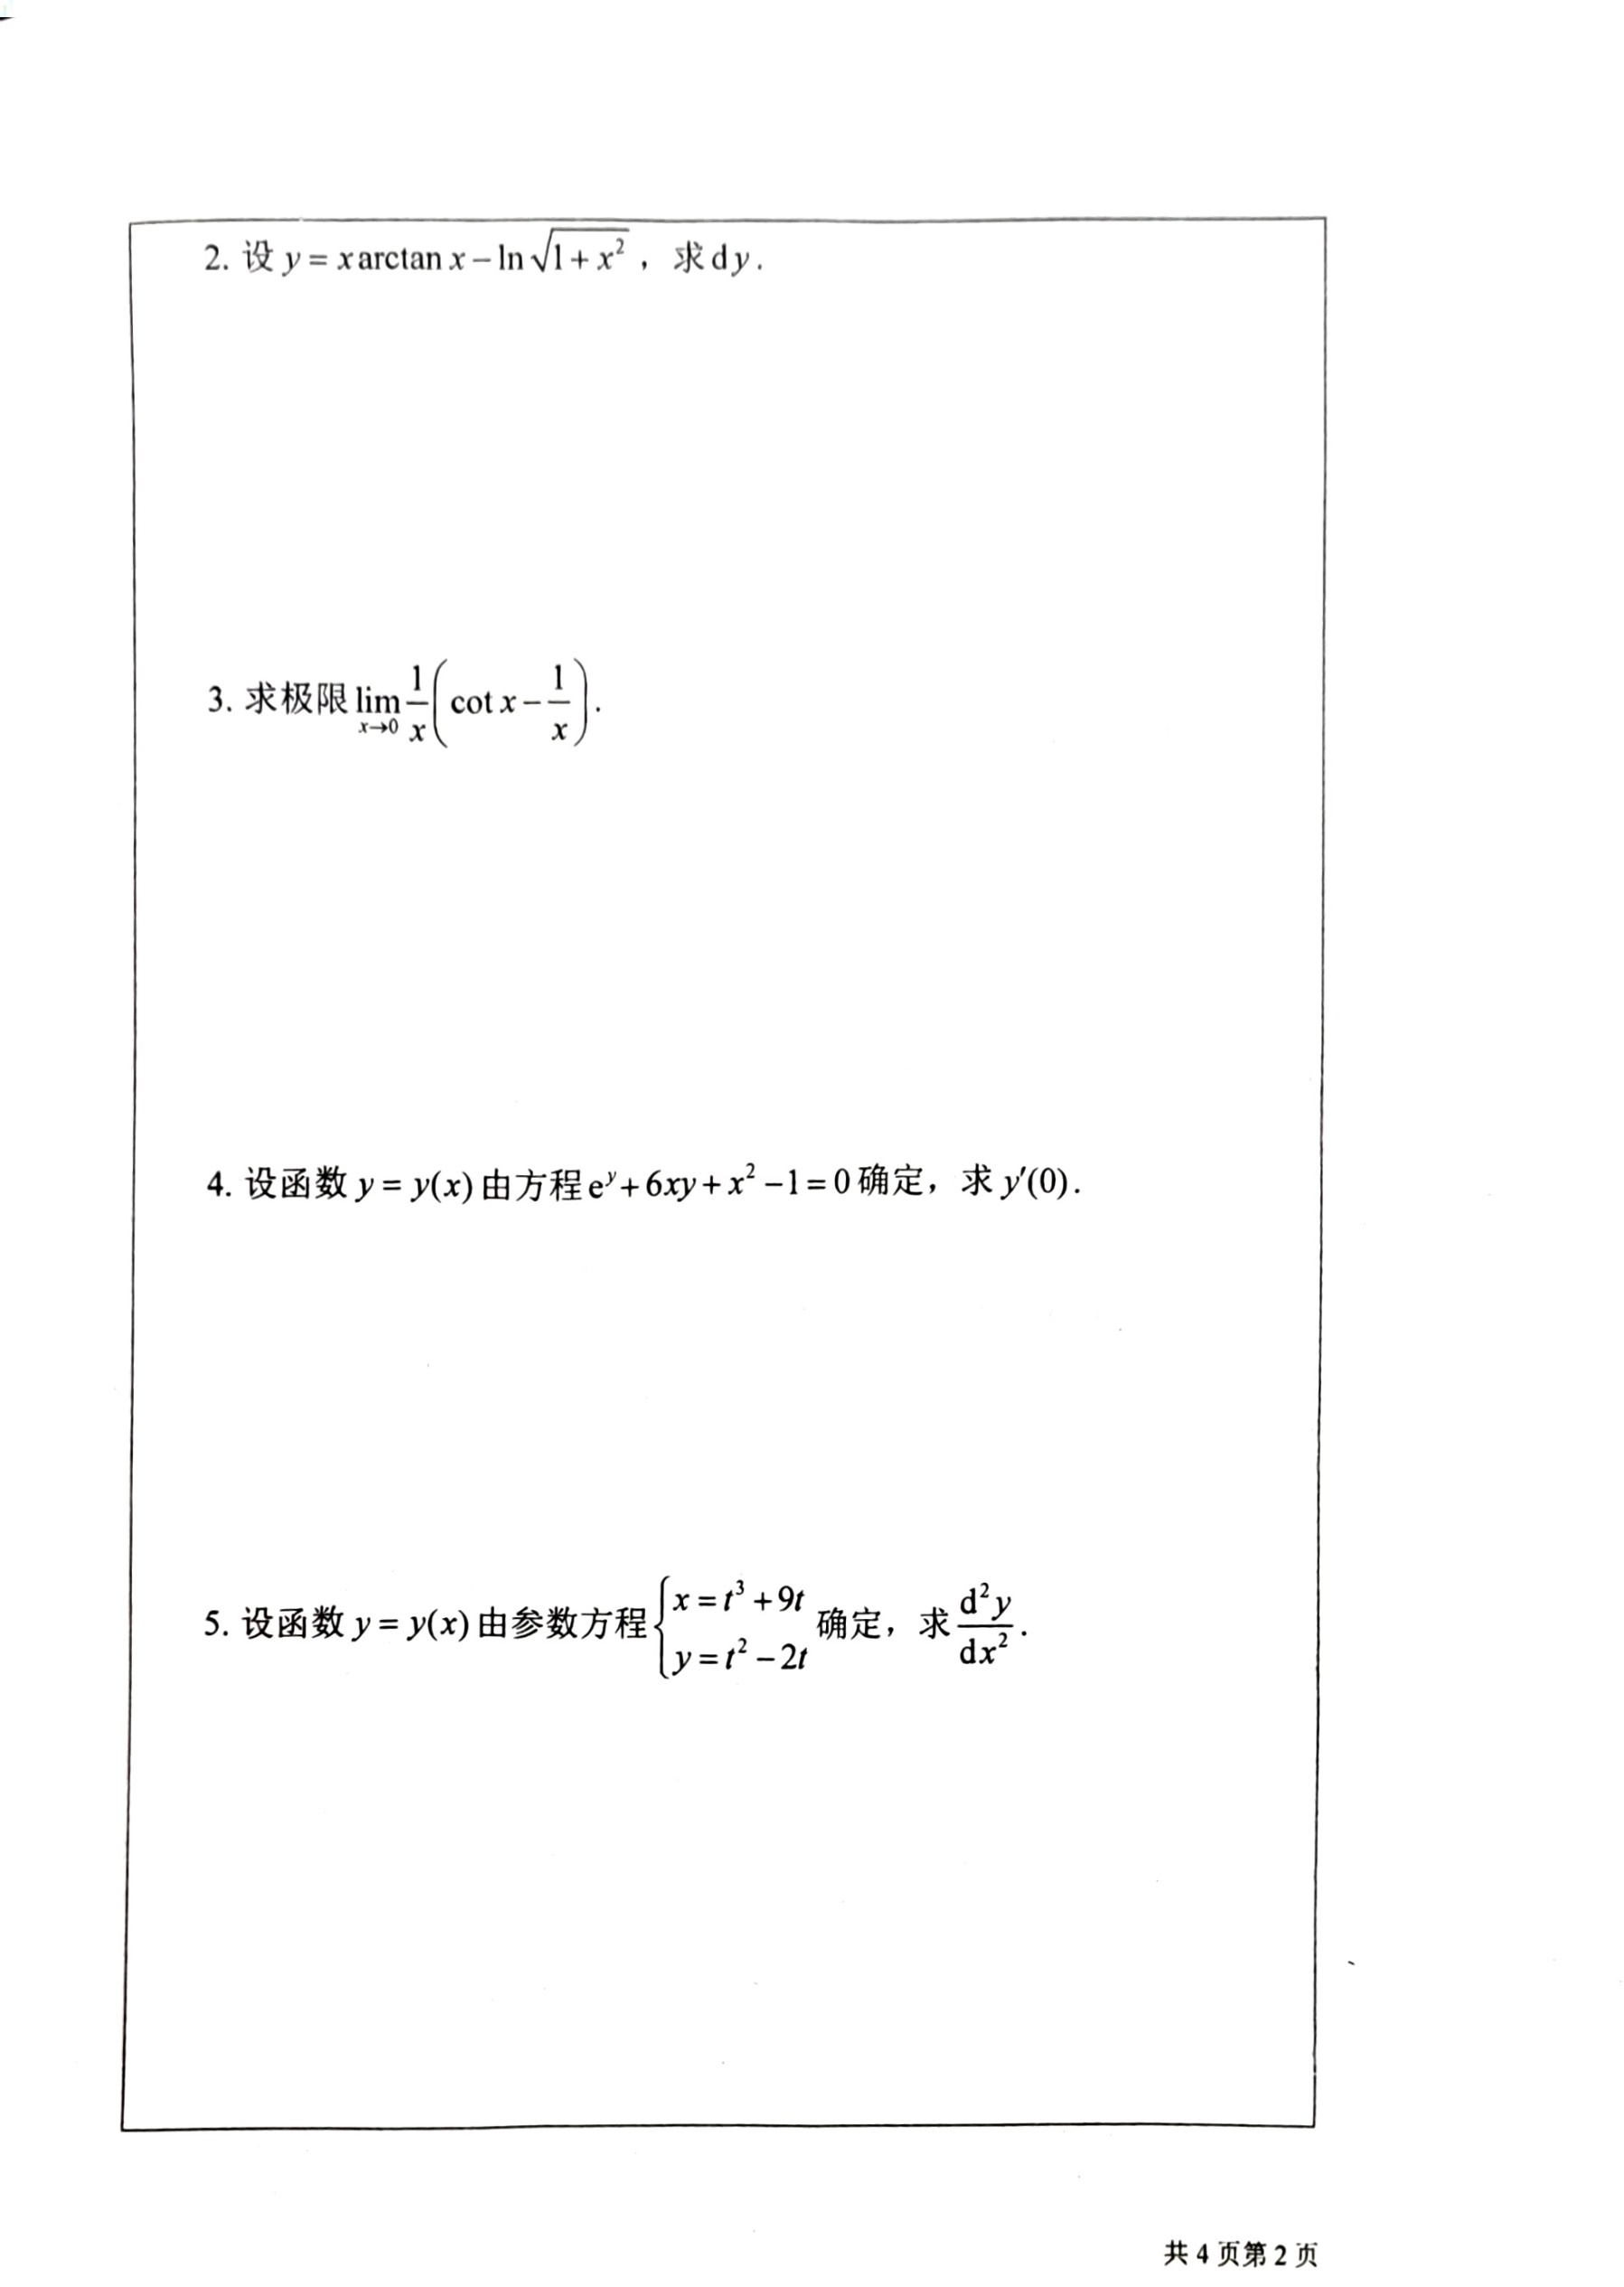 2. 设 y = x arctan x − ln √(1 + x²) ，求 dy .
3. 求极限 lim_{x→0} 1/x ( cot x − 1/x ) .
4. 设函数 y = y(x) 由方程 e^y + 6xy + x² − 1 = 0 确定，求 y′(0) .
5. 设函数 y = y(x) 由参数方程 { x = t³ + 9t, y = t² − 2t 确定，求 d²y/dx² .
共 4 页第 2 页